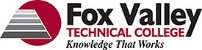 Fox Valley
TECHNICAL COLLEGE
Knowledge That Works